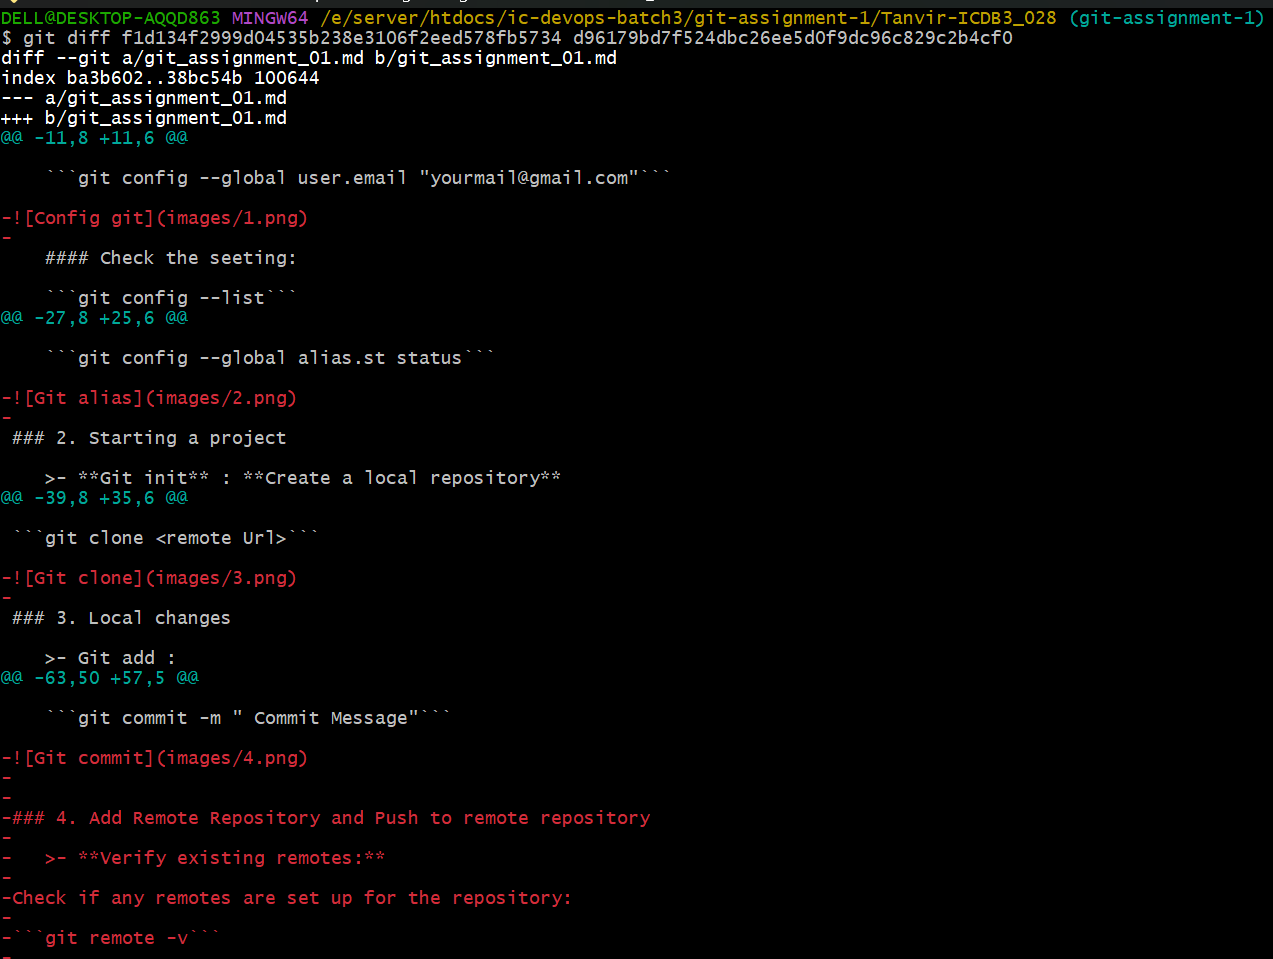 DELL@DESKTOP-AQQD863 MINGW64 /e/server/htdocs/ic-devops-batch3/git-assignment-1/Tanvir-ICDB3_028 (git-assignment-1)
$ git diff f1d134f2999d04535b238e3106f2eed578fb5734 d96179bd7f524dbc26ee5d0f9dc96c829c2b4cf0
diff --git a/git_assignment_01.md b/git_assignment_01.md
index ba3b602..38bc54b 100644
--- a/git_assignment_01.md
+++ b/git_assignment_01.md
@@ -11,8 +11,6 @@
    ```git config --global user.email "yourmail@gmail.com"```
-![Config git](images/1.png)
-
    #### Check the seeting:
    ```git config --list```
@@ -27,8 +25,6 @@
    ```git config --global alias.st status```
-![Git alias](images/2.png)
-
 ### 2. Starting a project
    >- **Git init** : **Create a local repository**
@@ -39,8 +35,6 @@
 ```git clone <remote Url>```
-![Git clone](images/3.png)
-
 ### 3. Local changes
    >- Git add :
@@ -63,50 +57,5 @@
    ```git commit -m " Commit Message"```
-![Git commit](images/4.png)
-
-
-### 4. Add Remote Repository and Push to remote repository
-
-   >- **Verify existing remotes:**
-
-Check if any remotes are set up for the repository:
-
-```git remote -v```
-